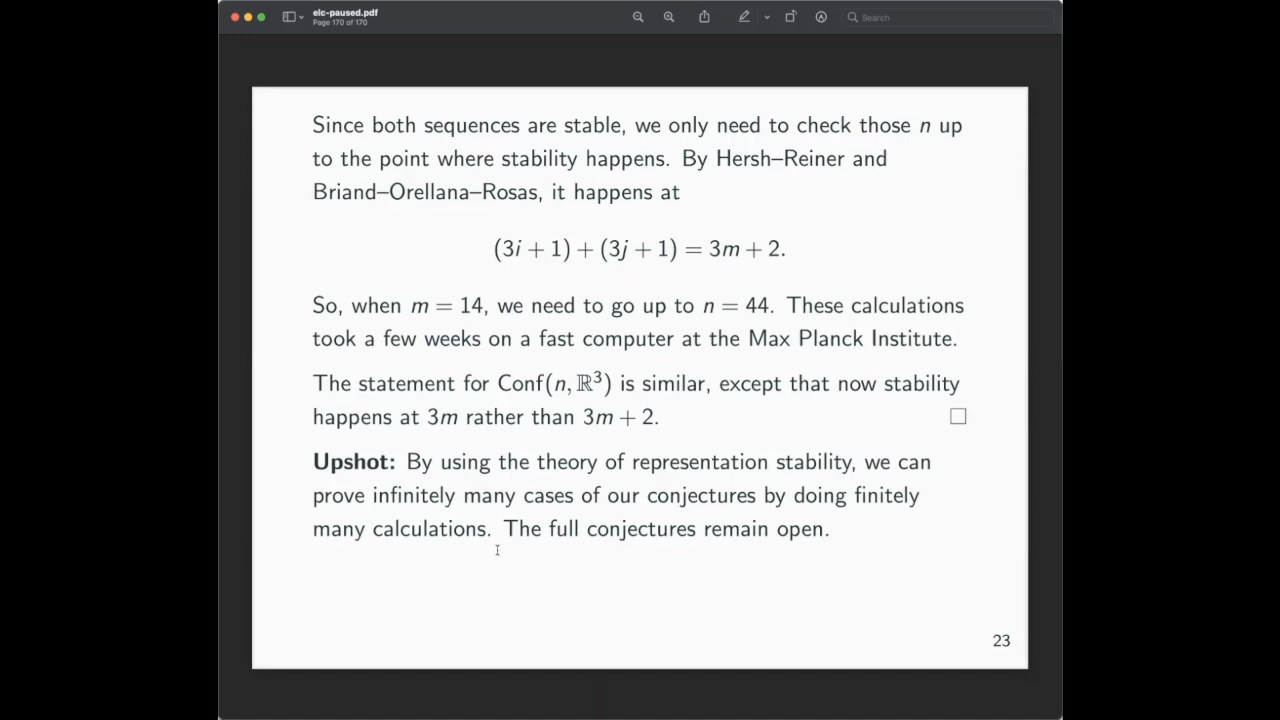 elc-paused.pdf
Page 170 of 170
Search
Since both sequences are stable, we only need to check those n up
to the point where stability happens. By Hersh–Reiner and
Briand–Orellana–Rosas, it happens at
(3i + 1) + (3j + 1) = 3m + 2.
So, when m = 14, we need to go up to n = 44. These calculations
took a few weeks on a fast computer at the Max Planck Institute.
The statement for Conf(n, ℝ³) is similar, except that now stability
happens at 3m rather than 3m + 2. □
Upshot: By using the theory of representation stability, we can
prove infinitely many cases of our conjectures by doing finitely
many calculations. The full conjectures remain open.
23